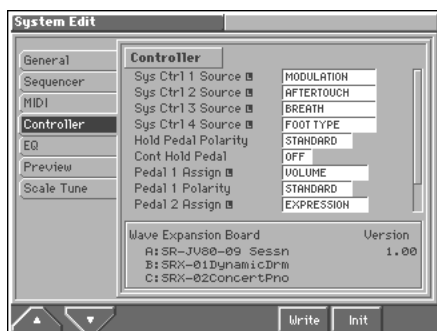 System Edit
General
Sequencer
MIDI
Controller
EQ
Preview
Scale Tune
Controller
Sys Ctrl 1 Source MODULATION
Sys Ctrl 2 Source AFTERTOUCH
Sys Ctrl 3 Source BREATH
Sys Ctrl 4 Source FOOT TYPE
Hold Pedal Polarity STANDARD
Cont Hold Pedal OFF
Pedal 1 Assign VOLUME
Pedal 1 Polarity STANDARD
Pedal 2 Assign EXPRESSION
Wave Expansion Board Version
A:SR-JV80-09 Sessn 1.00
B:SRX-01DynamicDrm
C:SRX-02ConcertPno
Write Init